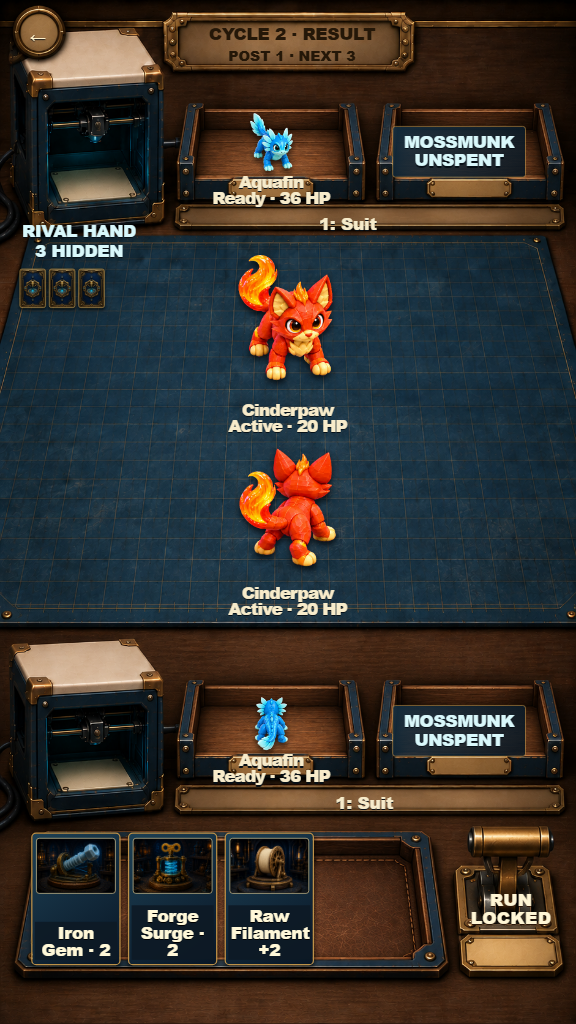 ←
CYCLE 2 · RESULT
POST 1 · NEXT 3
Aquafin
Ready · 36 HP
MOSSMUNK
UNSPENT
1: Suit
RIVAL HAND
3 HIDDEN
Cinderpaw
Active · 20 HP
Cinderpaw
Active · 20 HP
Aquafin
Ready · 36 HP
MOSSMUNK
UNSPENT
1: Suit
Iron
Gem · 2
Forge
Surge ·
2
Raw
Filament
+2
RUN
LOCKED